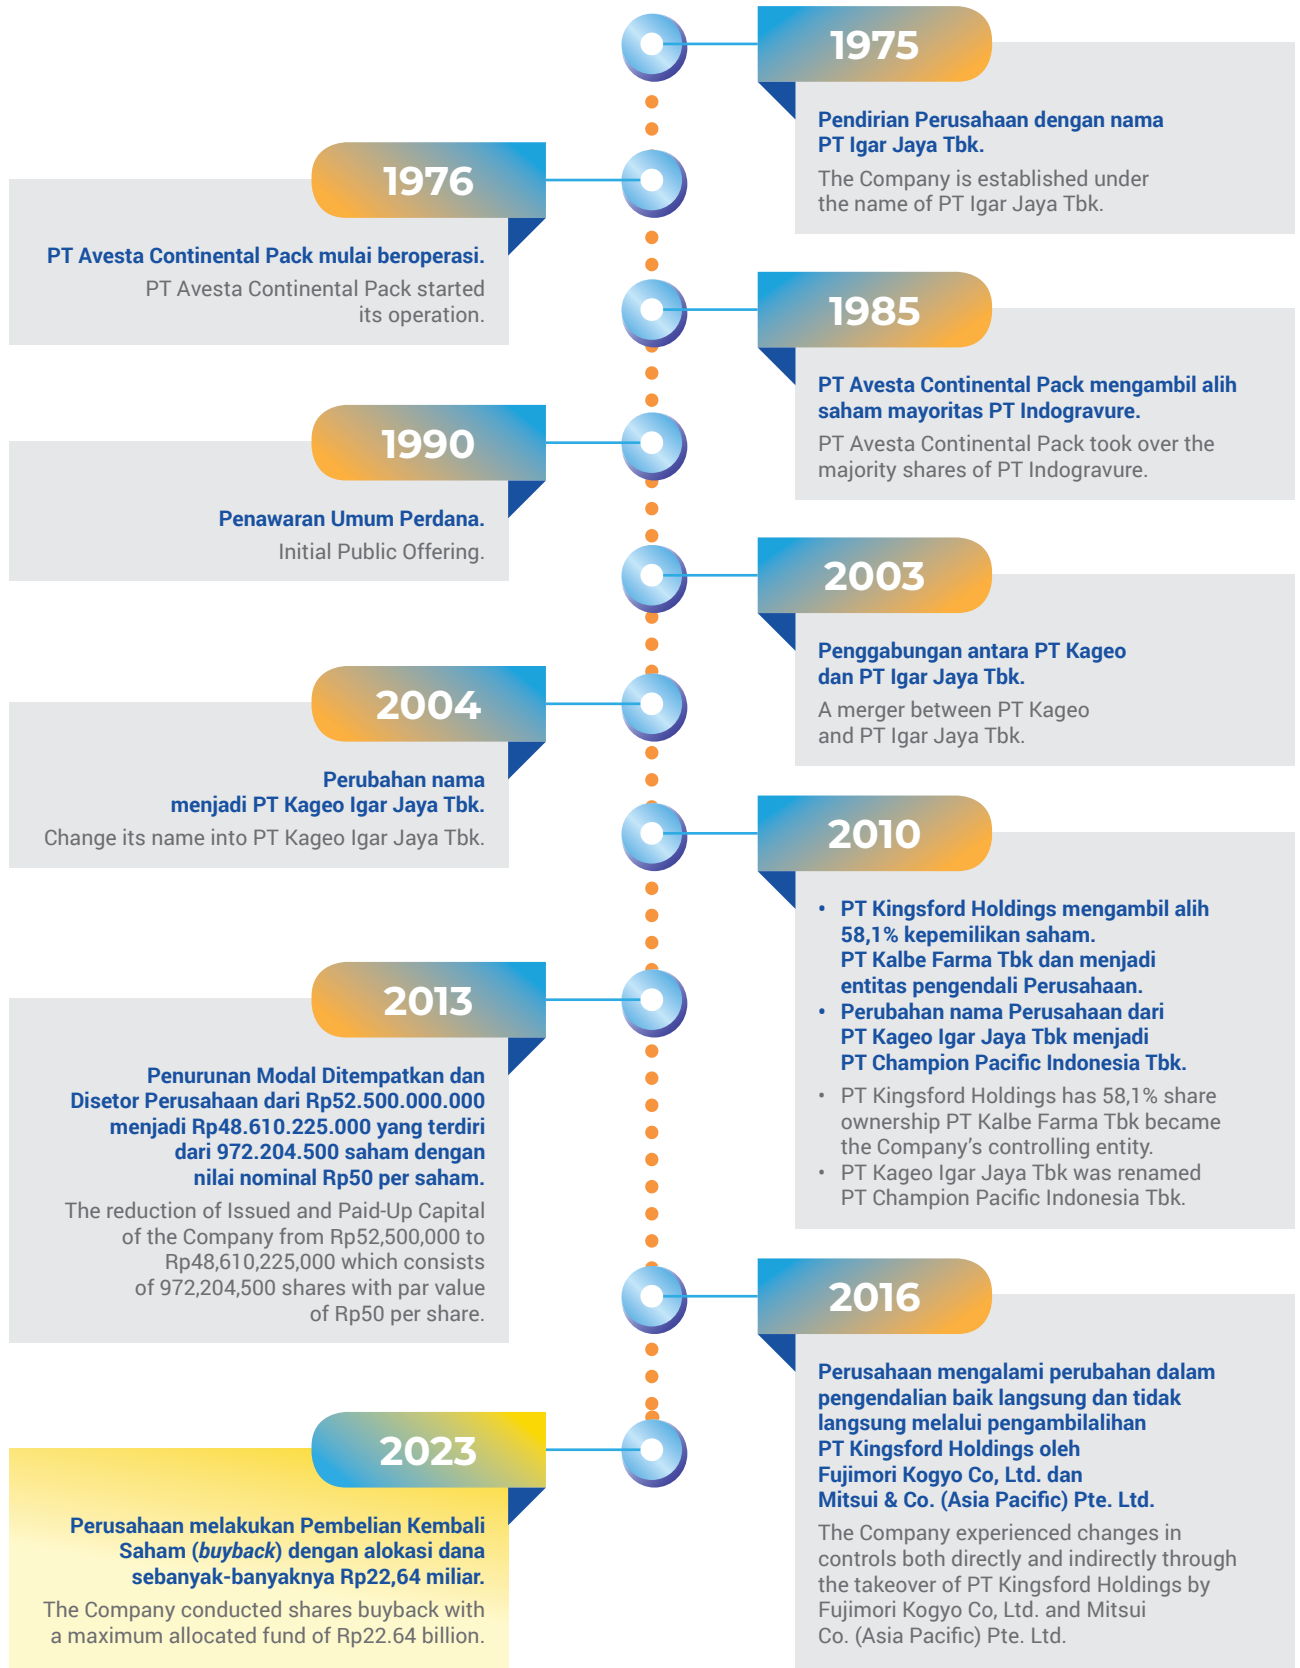 1975
Pendirian Perusahaan dengan nama
PT Igar Jaya Tbk.
The Company is established under
the name of PT Igar Jaya Tbk.
1976
PT Avesta Continental Pack mulai beroperasi.
PT Avesta Continental Pack started
its operation.
1985
PT Avesta Continental Pack mengambil alih
saham mayoritas PT Indogravure.
PT Avesta Continental Pack took over the
majority shares of PT Indogravure.
1990
Penawaran Umum Perdana.
Initial Public Offering.
2003
Penggabungan antara PT Kageo
dan PT Igar Jaya Tbk.
A merger between PT Kageo
and PT Igar Jaya Tbk.
2004
Perubahan nama
menjadi PT Kageo Igar Jaya Tbk.
Change its name into PT Kageo Igar Jaya Tbk.
2010
• PT Kingsford Holdings mengambil alih
58,1% kepemilikan saham.
PT Kalbe Farma Tbk dan menjadi
entitas pengendali Perusahaan.
• Perubahan nama Perusahaan dari
PT Kageo Igar Jaya Tbk menjadi
PT Champion Pacific Indonesia Tbk.
• PT Kingsford Holdings has 58,1% share
ownership PT Kalbe Farma Tbk became
the Company's controlling entity.
• PT Kageo Igar Jaya Tbk was renamed
PT Champion Pacific Indonesia Tbk.
2013
Penurunan Modal Ditempatkan dan
Disetor Perusahaan dari Rp52.500.000.000
menjadi Rp48.610.225.000 yang terdiri
dari 972.204.500 saham dengan
nilai nominal Rp50 per saham.
The reduction of Issued and Paid-Up Capital
of the Company from Rp52,500,000 to
Rp48,610,225,000 which consists
of 972,204,500 shares with par value
of Rp50 per share.
2016
Perusahaan mengalami perubahan dalam
pengendalian baik langsung dan tidak
langsung melalui pengambilalihan
PT Kingsford Holdings oleh
Fujimori Kogyo Co, Ltd. dan
Mitsui & Co. (Asia Pacific) Pte. Ltd.
The Company experienced changes in
controls both directly and indirectly through
the takeover of PT Kingsford Holdings by
Fujimori Kogyo Co, Ltd. and Mitsui
Co. (Asia Pacific) Pte. Ltd.
2023
Perusahaan melakukan Pembelian Kembali
Saham (buyback) dengan alokasi dana
sebanyak-banyaknya Rp22,64 miliar.
The Company conducted shares buyback with
a maximum allocated fund of Rp22.64 billion.